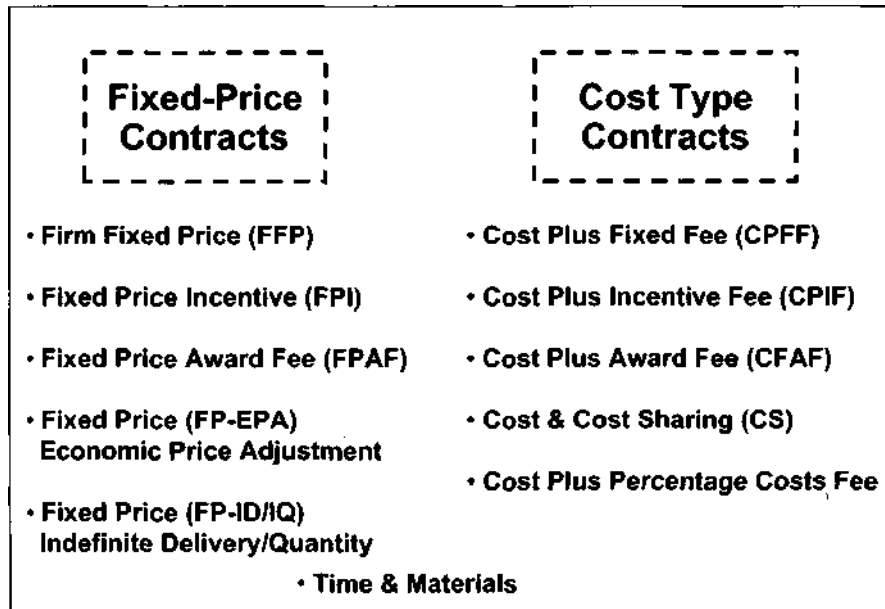 Fixed-Price
Contracts
• Firm Fixed Price (FFP)
• Fixed Price Incentive (FPI)
• Fixed Price Award Fee (FPAF)
• Fixed Price (FP-EPA)
Economic Price Adjustment
• Fixed Price (FP-ID/IQ)
Indefinite Delivery/Quantity
Cost Type
Contracts
• Cost Plus Fixed Fee (CPFF)
• Cost Plus Incentive Fee (CPIF)
• Cost Plus Award Fee (CFAF)
• Cost & Cost Sharing (CS)
• Cost Plus Percentage Costs Fee
• Time & Materials